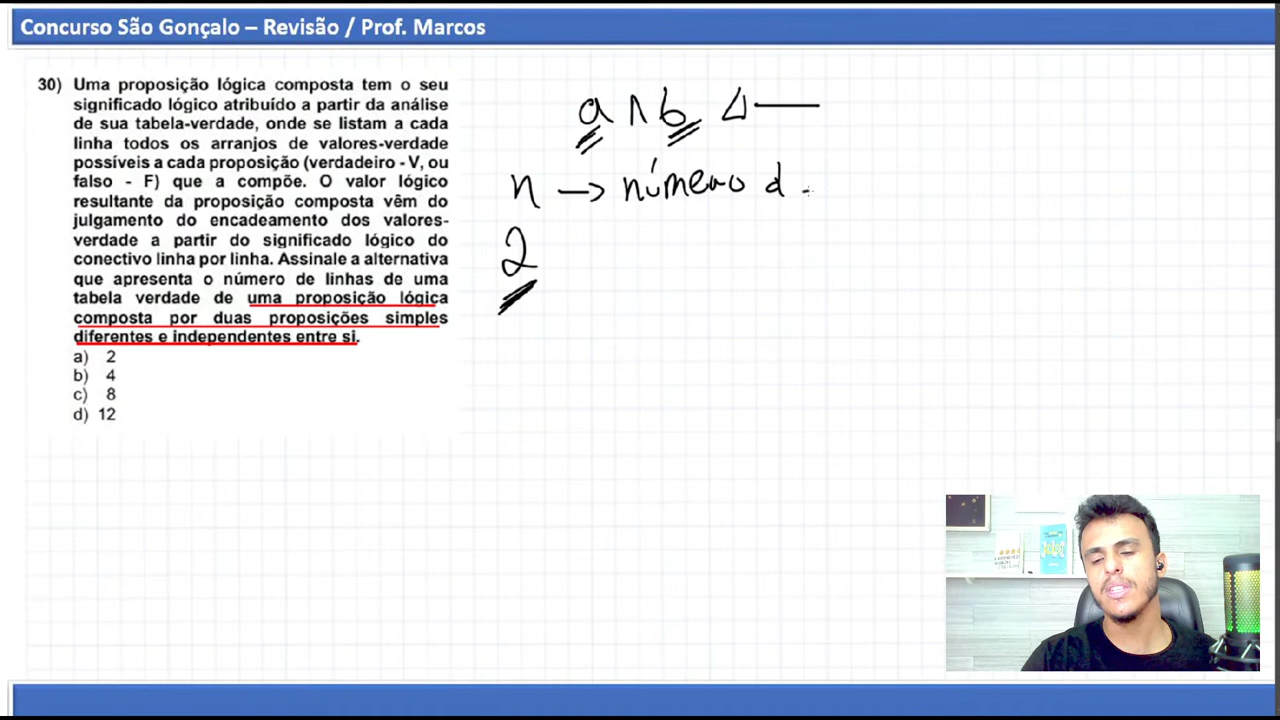 Concurso São Gonçalo – Revisão / Prof. Marcos
30) Uma proposição lógica composta tem o seu
significado lógico atribuído a partir da análise
de sua tabela-verdade, onde se listam a cada
linha todos os arranjos de valores-verdade
possíveis a cada proposição (verdadeiro - V, ou
falso - F) que a compõe. O valor lógico
resultante da proposição composta vêm do
julgamento do encadeamento dos valores-
verdade a partir do significado lógico do
conectivo linha por linha. Assinale a alternativa
que apresenta o número de linhas de uma
tabela verdade de uma proposição lógica
composta por duas proposições simples
diferentes e independentes entre si.
a) 2
b) 4
c) 8
d) 12
a ∧ b
n → número d
2